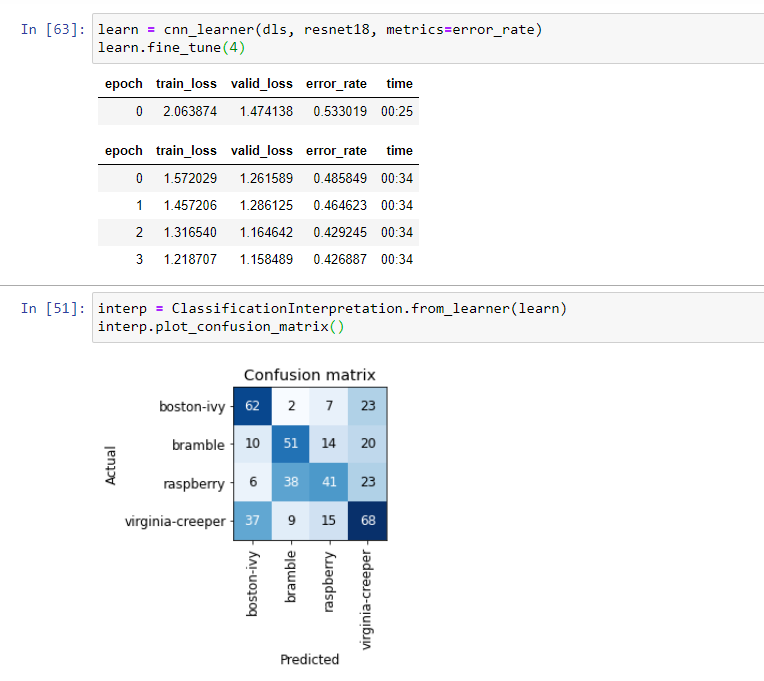 In [63]: learn = cnn_learner(dls, resnet18, metrics=error_rate)
learn.fine_tune(4)
epoch train_loss valid_loss error_rate time
0 2.063874 1.474138 0.533019 00:25
epoch train_loss valid_loss error_rate time
0 1.572029 1.261589 0.485849 00:34
1 1.457206 1.286125 0.464623 00:34
2 1.316540 1.164642 0.429245 00:34
3 1.218707 1.158489 0.426887 00:34
In [51]: interp = ClassificationInterpretation.from_learner(learn)
interp.plot_confusion_matrix()
Confusion matrix
boston-ivy 62 2 7 23
bramble 10 51 14 20
raspberry 6 38 41 23
virginia-creeper 37 9 15 68
Actual
boston-ivy
bramble
raspberry
virginia-creeper
Predicted